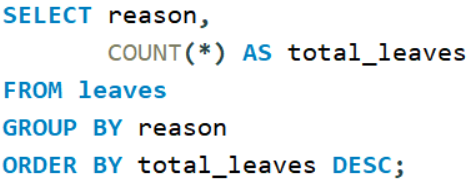 SELECT reason,
       COUNT(*) AS total_leaves
FROM leaves
GROUP BY reason
ORDER BY total_leaves DESC;